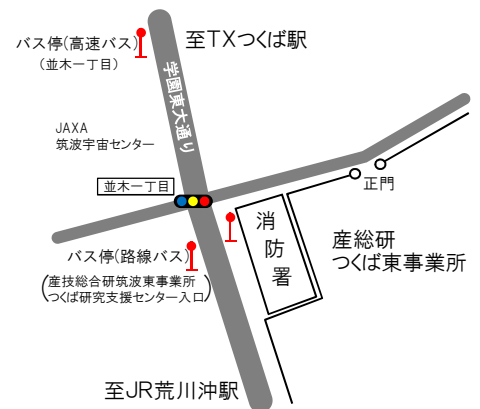 至TXつくば駅
バス停(高速バス)
(並木一丁目)
学園東大通り
JAXA
筑波宇宙センター
並木一丁目
正門
消防署
産総研
つくば東事業所
バス停(路線バス)
(産技総合研筑波東事業所
つくば研究支援センター入口)
至JR荒川沖駅